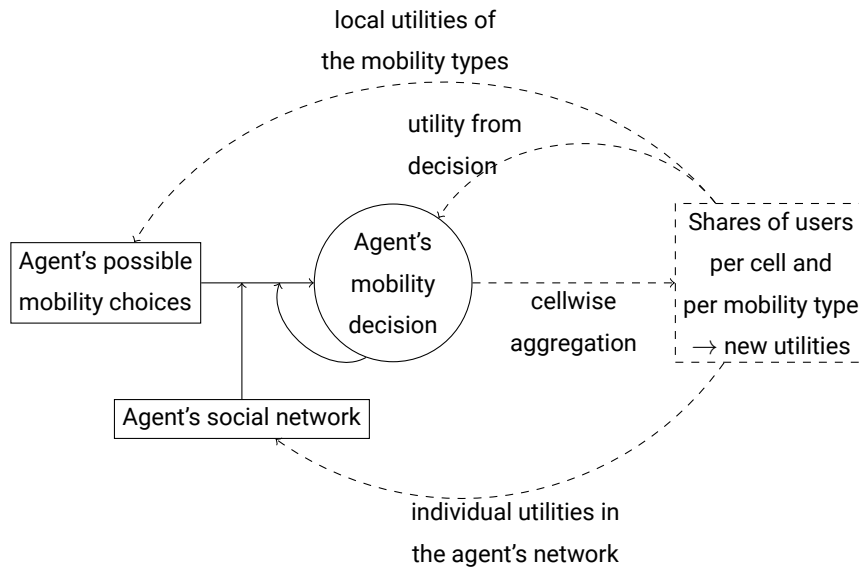 local utilities of
the mobility types
utility from
decision
Agent's possible
mobility choices
Agent's
mobility
decision
cellwise
aggregation
Shares of users
per cell and
per mobility type
→ new utilities
Agent's social network
individual utilities in
the agent's network